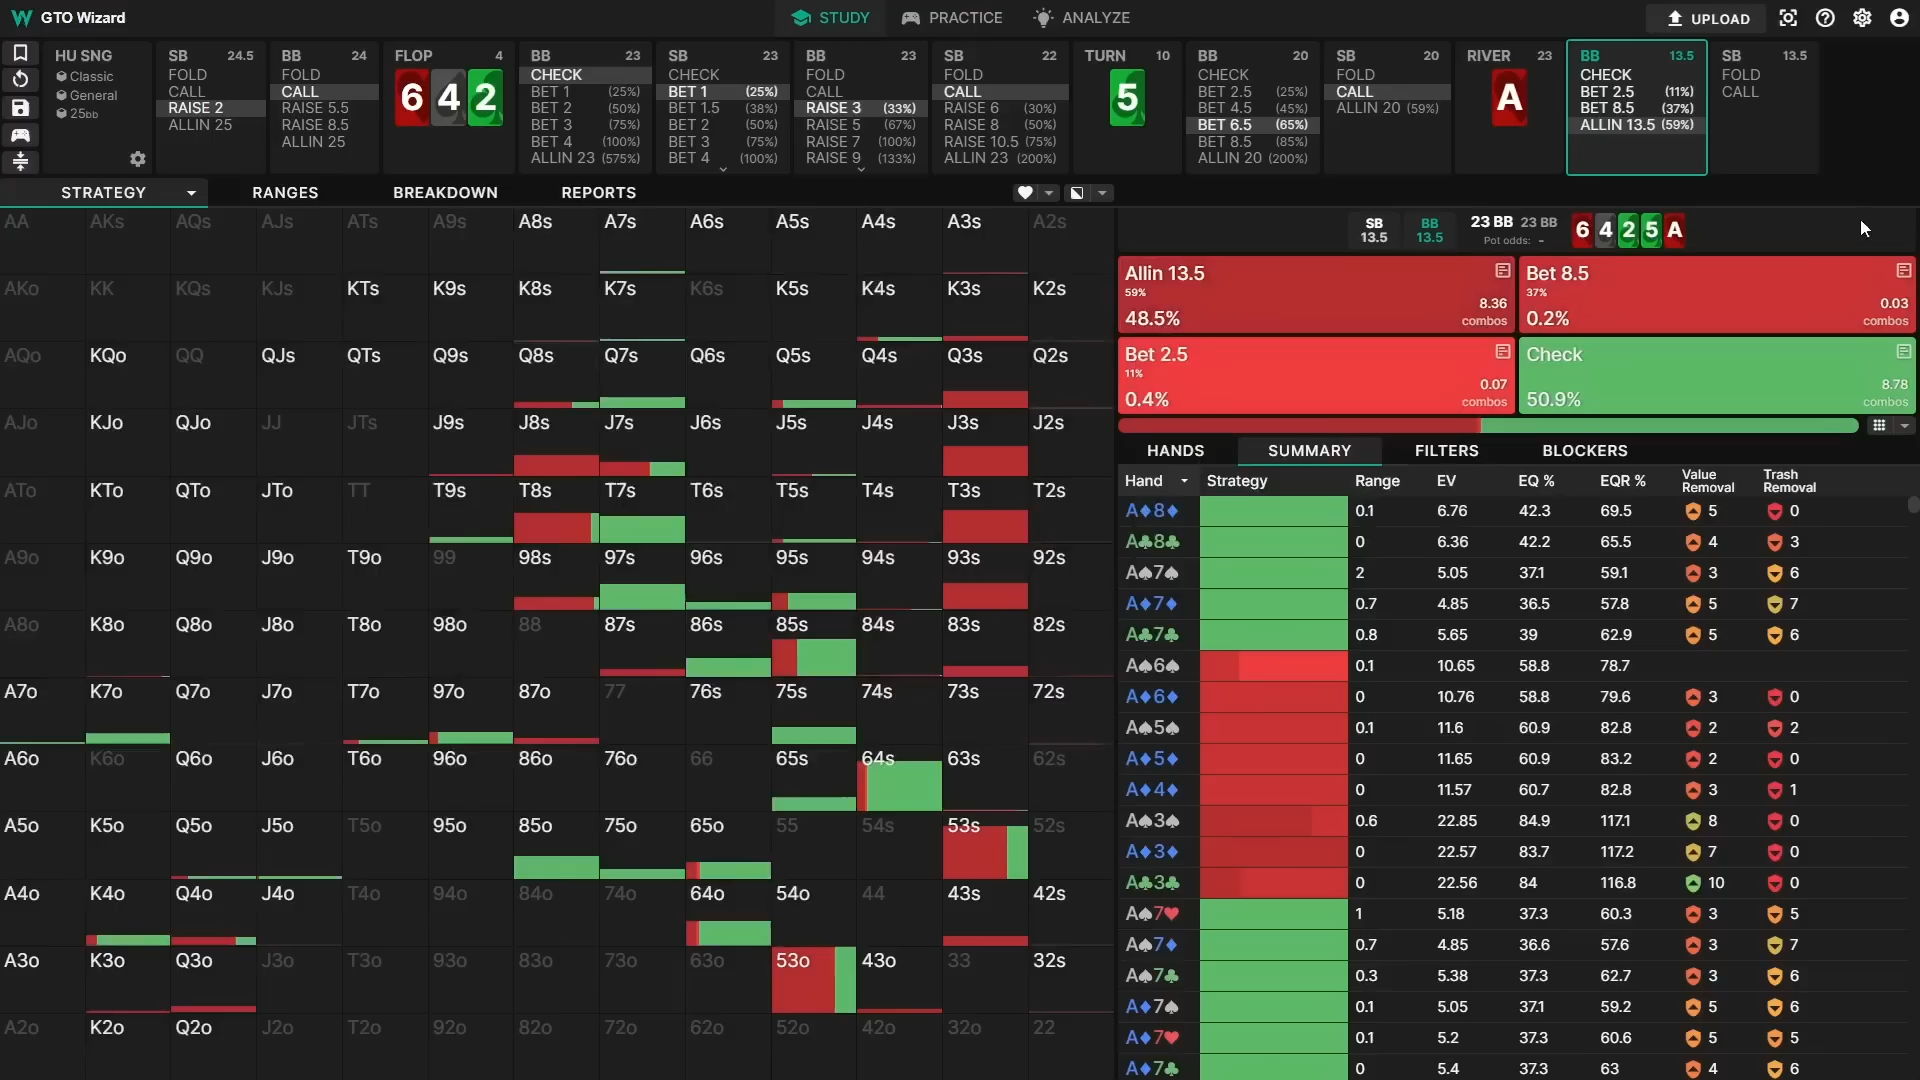 GTO Wizard
STUDY
PRACTICE
ANALYZE
UPLOAD
HU SNG
Classic
General
25bb
SB 24.5
FOLD
CALL
RAISE 2
ALLIN 25
BB 24
FOLD
CALL
RAISE 5.5
RAISE 8.5
ALLIN 25
FLOP 4
6 4 2
BB 23
CHECK
BET 1 (25%)
BET 2 (50%)
BET 3 (75%)
BET 4 (100%)
ALLIN 23 (575%)
SB 23
CHECK
BET 1 (25%)
BET 1.5 (38%)
BET 2 (50%)
BET 3 (75%)
BET 4 (100%)
BB 23
FOLD
CALL
RAISE 3 (33%)
RAISE 5 (67%)
RAISE 7 (100%)
RAISE 9 (133%)
SB 22
FOLD
CALL
RAISE 6 (30%)
RAISE 8 (50%)
RAISE 10.5 (75%)
ALLIN 23 (200%)
TURN 10
5
BB 20
CHECK
BET 2.5 (25%)
BET 4.5 (45%)
BET 6.5 (65%)
BET 8.5 (85%)
ALLIN 20 (200%)
SB 20
FOLD
CALL
ALLIN 20 (59%)
RIVER 23
A
BB 13.5
CHECK
BET 2.5 (11%)
BET 8.5 (37%)
ALLIN 13.5 (59%)
SB 13.5
FOLD
CALL
STRATEGY
RANGES
BREAKDOWN
REPORTS
AA AKs AQs AJs ATs A9s A8s A7s A6s A5s A4s A3s A2s
AKo KK KQs KJs KTs K9s K8s K7s K6s K5s K4s K3s K2s
AQo KQo QQ QJs QTs Q9s Q8s Q7s Q6s Q5s Q4s Q3s Q2s
AJo KJo QJo JJ JTs J9s J8s J7s J6s J5s J4s J3s J2s
ATo KTo QTo JTo TT T9s T8s T7s T6s T5s T4s T3s T2s
A9o K9o Q9o J9o T9o 99 98s 97s 96s 95s 94s 93s 92s
A8o K8o Q8o J8o T8o 98o 88 87s 86s 85s 84s 83s 82s
A7o K7o Q7o J7o T7o 97o 87o 77 76s 75s 74s 73s 72s
A6o K6o Q6o J6o T6o 96o 86o 76o 66 65s 64s 63s 62s
A5o K5o Q5o J5o T5o 95o 85o 75o 65o 55 54s 53s 52s
A4o K4o Q4o J4o T4o 94o 84o 74o 64o 54o 44 43s 42s
A3o K3o Q3o J3o T3o 93o 83o 73o 63o 53o 43o 33 32s
A2o K2o Q2o J2o T2o 92o 82o 72o 62o 52o 42o 32o 22
SB
13.5
BB
13.5
23 BB 23 BB
Pot odds: -
6 4 2 5 A
Allin 13.5
59%
8.36
48.5% combos
Bet 8.5
37%
0.03
0.2% combos
Bet 2.5
11%
0.07
0.4% combos
Check
8.78
50.9% combos
HANDS
SUMMARY
FILTERS
BLOCKERS
Hand Strategy Range EV EQ % EQR % Value Removal Trash Removal
A♦8♦ 0.1 6.76 42.3 69.5 5 0
A♣8♣ 0 6.36 42.2 65.5 4 3
A♠7♠ 2 5.05 37.1 59.1 3 6
A♦7♦ 0.7 4.85 36.5 57.8 5 7
A♣7♣ 0.8 5.65 39 62.9 5 6
A♠6♠ 0.1 10.65 58.8 78.7
A♦6♦ 0 10.76 58.8 79.6 3 0
A♠5♠ 0.1 11.6 60.9 82.8 2 2
A♦5♦ 0 11.65 60.9 83.2 2 0
A♦4♦ 0 11.57 60.7 82.8 3 1
A♠3♠ 0.6 22.85 84.9 117.1 8 0
A♦3♦ 0 22.57 83.7 117.2 7 0
A♣3♣ 0 22.56 84 116.8 10 0
A♠7♥ 1 5.18 37.3 60.3 3 5
A♠7♦ 0.7 4.85 36.6 57.6 3 7
A♠7♣ 0.3 5.38 37.3 62.7 3 6
A♦7♠ 0.1 5.05 37.1 59.2 5 6
A♦7♥ 0.1 5.2 37.3 60.6 5 5
A♦7♣ 0 5.4 37.3 63 4 6